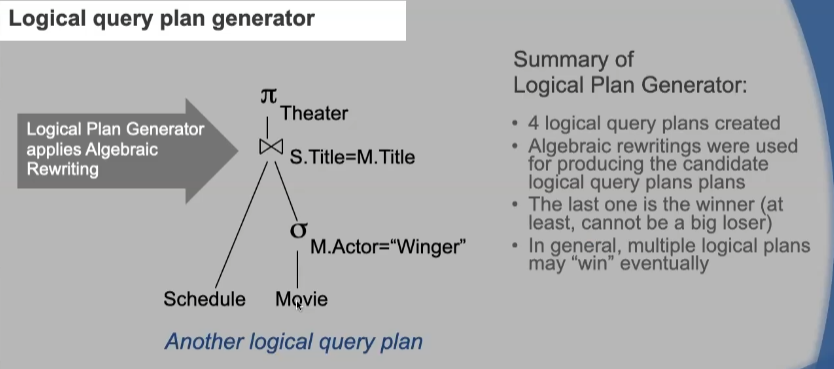 Logical query plan generator
Logical Plan Generator
applies Algebraic
Rewriting
π
Theater
⋈
S.Title=M.Title
σ
M.Actor=“Winger”
Schedule
Movie
Another logical query plan
Summary of
Logical Plan Generator:
• 4 logical query plans created
• Algebraic rewritings were used
for producing the candidate
logical query plans plans
• The last one is the winner (at
least, cannot be a big loser)
• In general, multiple logical plans
may “win” eventually